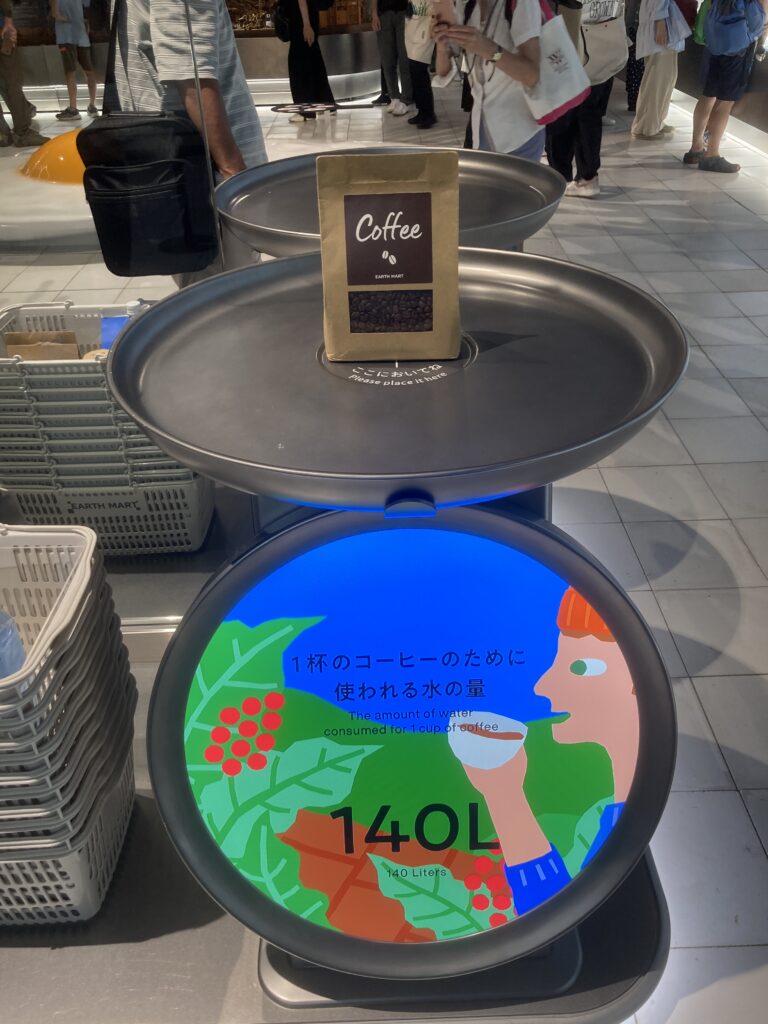 Coffee
EARTH MART
ここにおいてね
Please place it here
EARTH MART
1杯のコーヒーのために
使われる水の量
The amount of water
consumed for 1 cup of coffee
140L
140 Liters